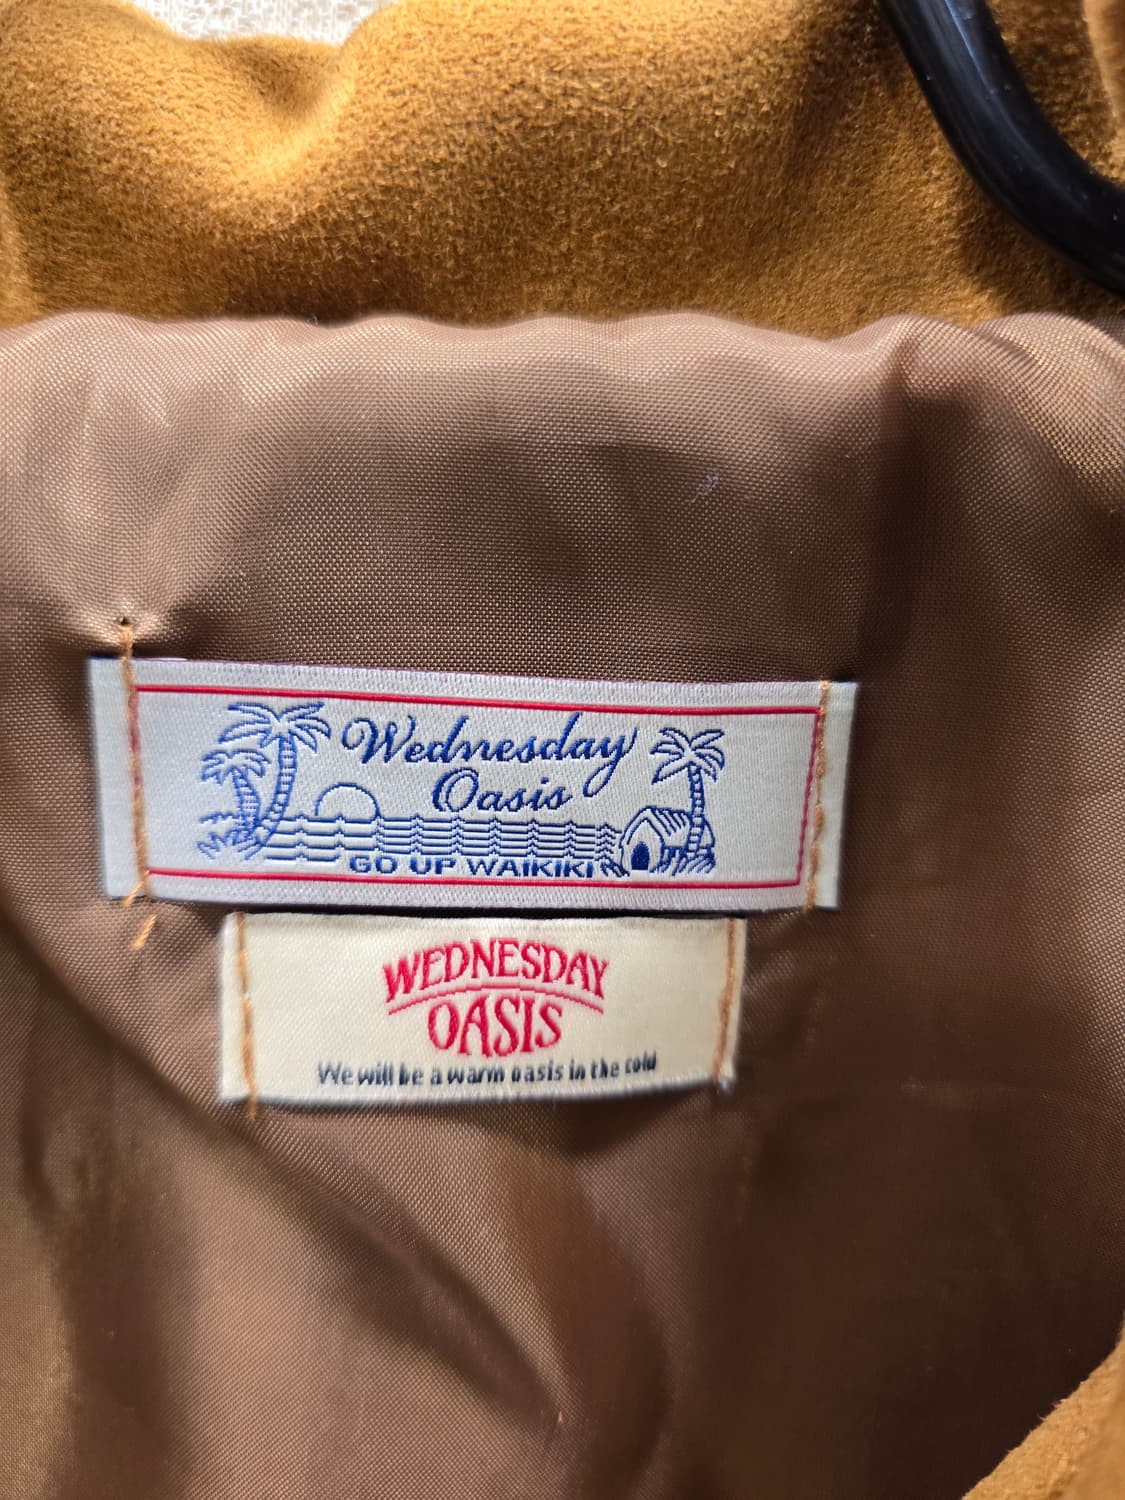 Wednesday
Oasis
GO UP WAIKIKI
WEDNESDAY
OASIS
We will be a warm oasis in the cold